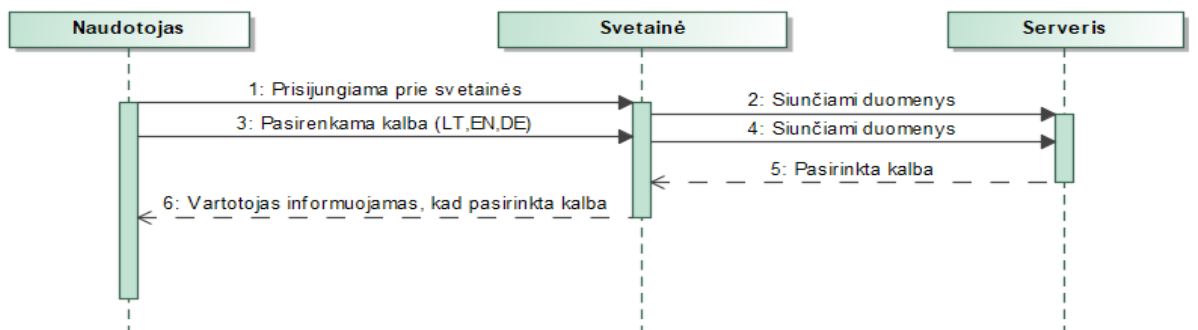 Naudotojas
Svetainė
Serveris
1: Prisijungiama prie svetainės
2: Siunčiami duomenys
3: Pasirenkama kalba (LT,EN,DE)
4: Siunčiami duomenys
5: Pasirinkta kalba
6: Vartotojas informuojamas, kad pasirinkta kalba